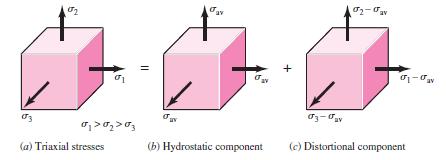 σ₂ σₐᵥ σ₂ − σₐᵥ
σ₁ = σₐᵥ + σ₁ − σₐᵥ
σ₃ σₐᵥ σ₃ − σₐᵥ
σ₁ > σ₂ > σ₃
(a) Triaxial stresses (b) Hydrostatic component (c) Distortional component